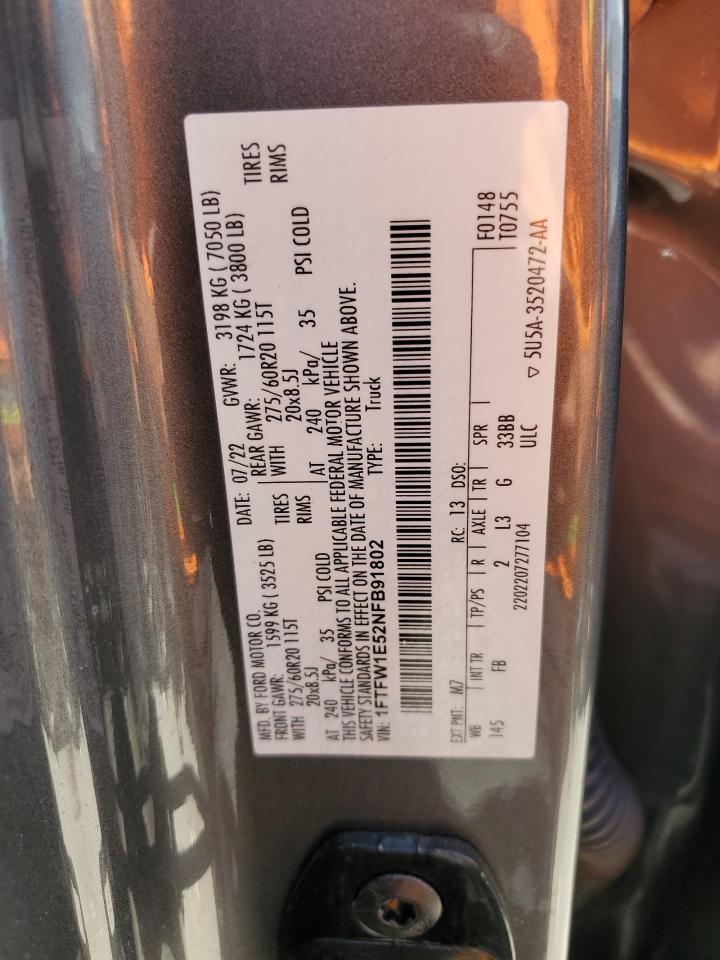 MFD. BY FORD MOTOR CO. DATE: 07/22 GVWR: 3198 KG ( 7050 LB)
FRONT GAWR: 1599 KG ( 3525 LB) REAR GAWR: 1724 KG ( 3800 LB)
WITH 275/60R20 115T TIRES WITH 275/60R20 115T TIRES
20x8.5J RIMS 20x8.5J RIMS
AT 240 kPa/ 35 PSI COLD AT 240 kPa/ 35 PSI COLD
THIS VEHICLE CONFORMS TO ALL APPLICABLE FEDERAL MOTOR VEHICLE
SAFETY STANDARDS IN EFFECT ON THE DATE OF MANUFACTURE SHOWN ABOVE.
VIN: 1FTFW1E52NFB91802 TYPE: Truck
EXT PNT: M7 RC: 13 DSO: F0148
WB INT TR TP/PS R AXLE TR SPR T0755
145 FB 2 L3 G 33BB
2202207277104 ULC ▽ 5U5A-3520472-AA